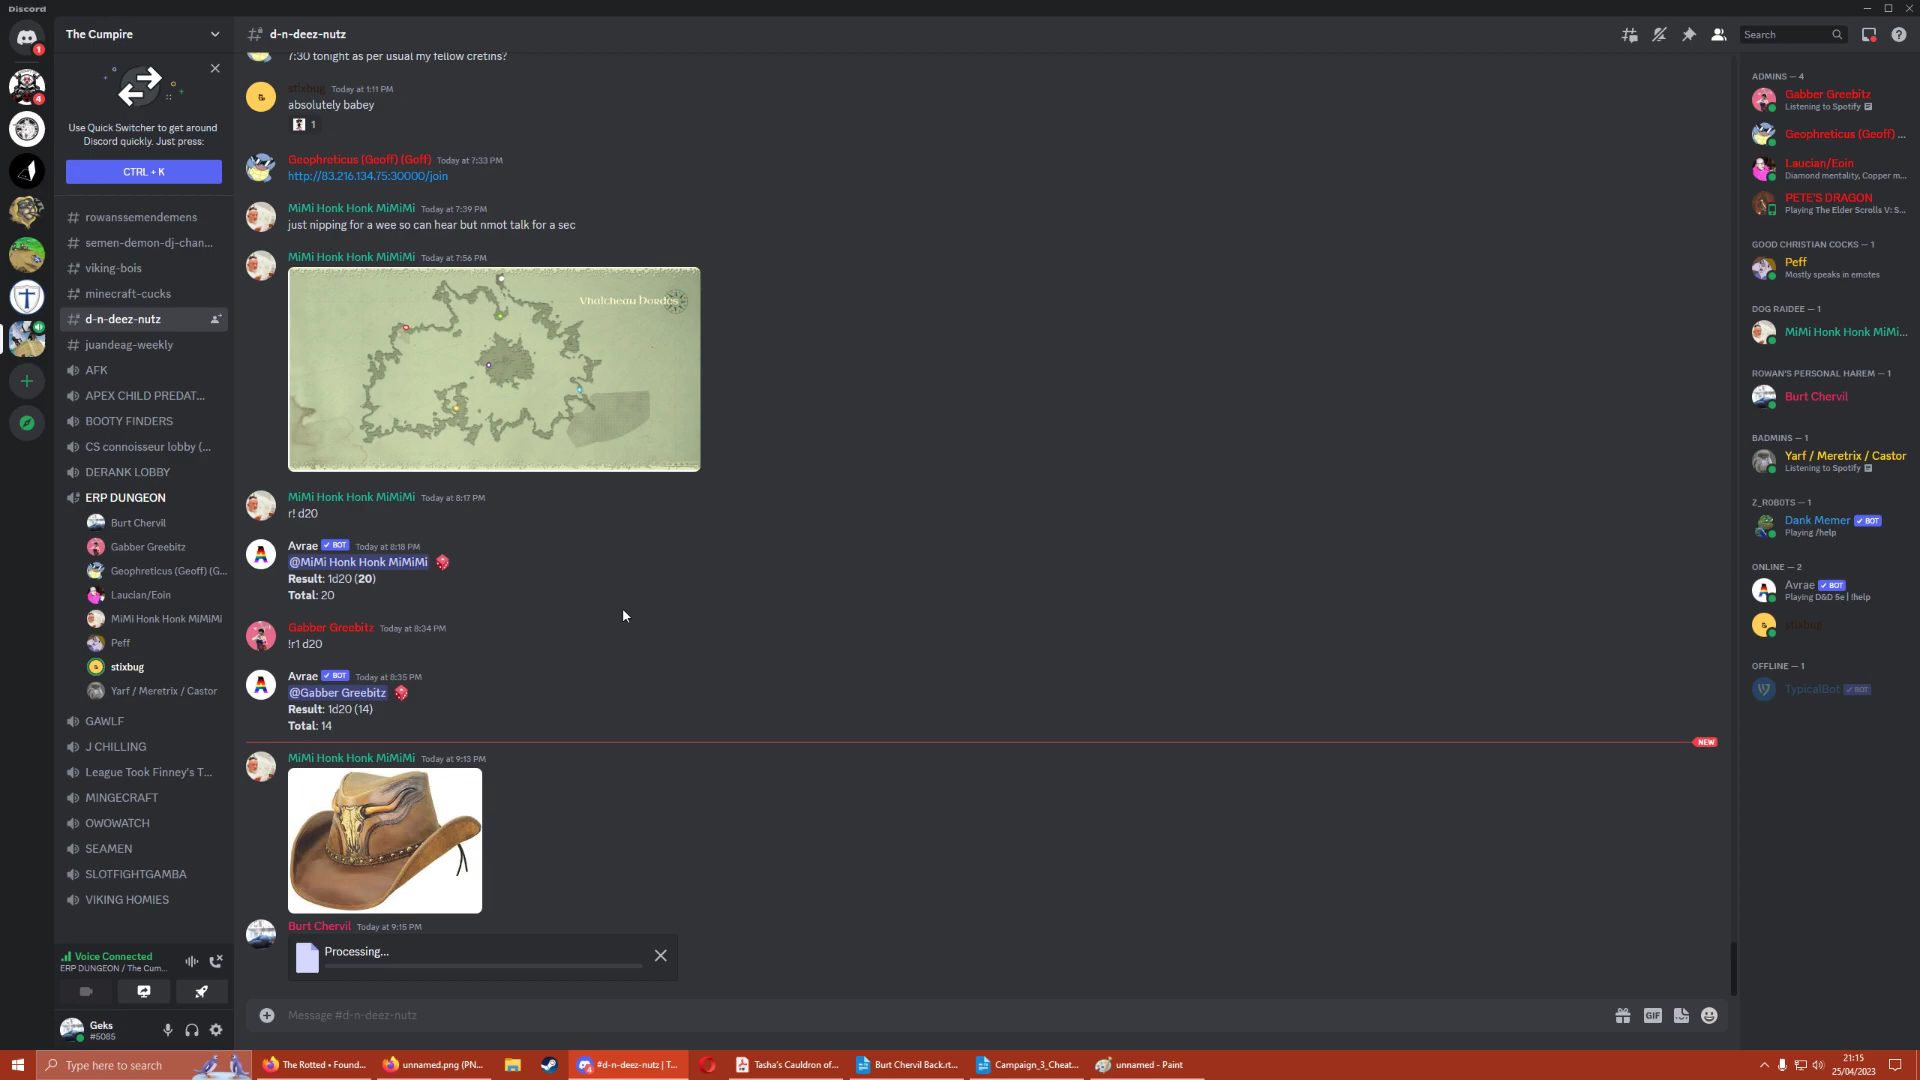 Discord
The Cumpire
# d-n-deez-nutz
Search
1
4
Use Quick Switcher to get around
Discord quickly. Just press:
CTRL + K
rowanssemendemens
semen-demon-dj-chan...
viking-bois
minecraft-cucks
d-n-deez-nutz
juandeag-weekly
AFK
APEX CHILD PREDAT...
BOOTY FINDERS
CS connoisseur lobby (...
DERANK LOBBY
ERP DUNGEON
Burt Chervil
Gabber Greebitz
Geophreticus (Geoff) (G...
Laucian/Eoin
MiMi Honk Honk MiMiMi
Peff
stixbug
Yarf / Meretrix / Castor
GAWLF
J CHILLING
League Took Finney's T...
MINGECRAFT
OWOWATCH
SEAMEN
SLOTFIGHTGAMBA
VIKING HOMIES
Voice Connected
ERP DUNGEON / The Cum...
Geks
#5085
7:30 tonight as per usual my fellow cretins?
stixbug Today at 1:11 PM
absolutely babey
1
Geophreticus (Geoff) (Goff) Today at 7:33 PM
http://83.216.134.75:30000/join
MiMi Honk Honk MiMiMi Today at 7:39 PM
just nipping for a wee so can hear but nmot talk for a sec
MiMi Honk Honk MiMiMi Today at 7:56 PM
Vhalcheau Dordes
MiMi Honk Honk MiMiMi Today at 8:17 PM
r! d20
Avrae BOT Today at 8:18 PM
@MiMi Honk Honk MiMiMi
Result: 1d20 (20)
Total: 20
Gabber Greebitz Today at 8:34 PM
!r1 d20
Avrae BOT Today at 8:35 PM
@Gabber Greebitz
Result: 1d20 (14)
Total: 14
NEW
MiMi Honk Honk MiMiMi Today at 9:13 PM
Burt Chervil Today at 9:15 PM
Processing...
Message #d-n-deez-nutz
GIF
ADMINS — 4
Gabber Greebitz
Listening to Spotify
Geophreticus (Geoff) ...
Laucian/Eoin
Diamond mentality, Copper m...
PETE'S DRAGON
Playing The Elder Scrolls V: S...
GOOD CHRISTIAN COCKS — 1
Peff
Mostly speaks in emotes
DOG RAIDEE — 1
MiMi Honk Honk MiMi...
ROWAN'S PERSONAL HAREM — 1
Burt Chervil
BADMINS — 1
Yarf / Meretrix / Castor
Listening to Spotify
Z_ROBOTS — 1
Dank Memer BOT
Playing /help
ONLINE — 2
Avrae BOT
Playing D&D 5e | !help
stixbug
OFFLINE — 1
TypicalBot BOT
Type here to search
The Rotted • Found...
unnamed.png (PN...
#d-n-deez-nutz | T...
Tasha's Cauldron of...
Burt Chervil Back.rt...
Campaign_3_Cheat...
unnamed - Paint
21:15
25/04/2023